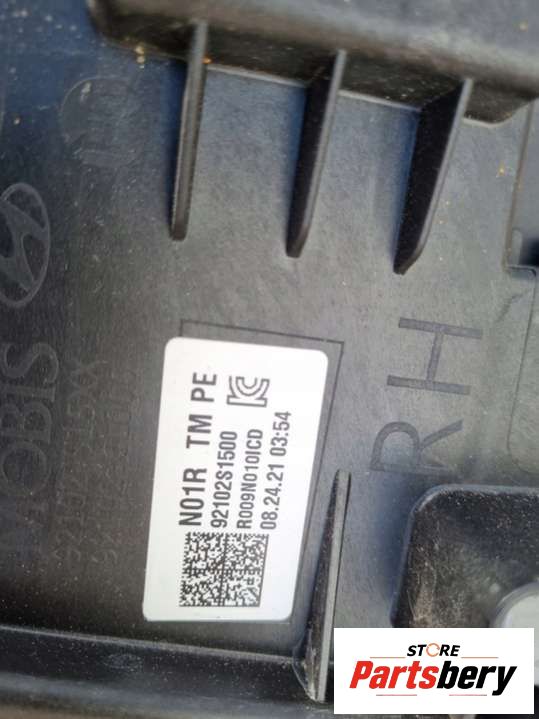 MOBIS
N01R TM PE
92102S1500
R009N010ICD
08.24.21 03:54
RH
STORE
Partsbery